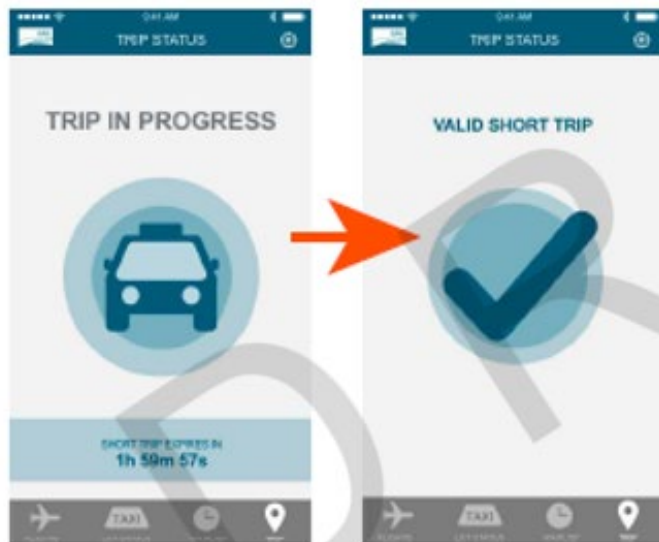 9:41 AM
TRIP STATUS
TRIP IN PROGRESS
SHORT TRIP EXPIRES IN
1h 59m 57s
TAXI
9:41 AM
TRIP STATUS
VALID SHORT TRIP
TAXI